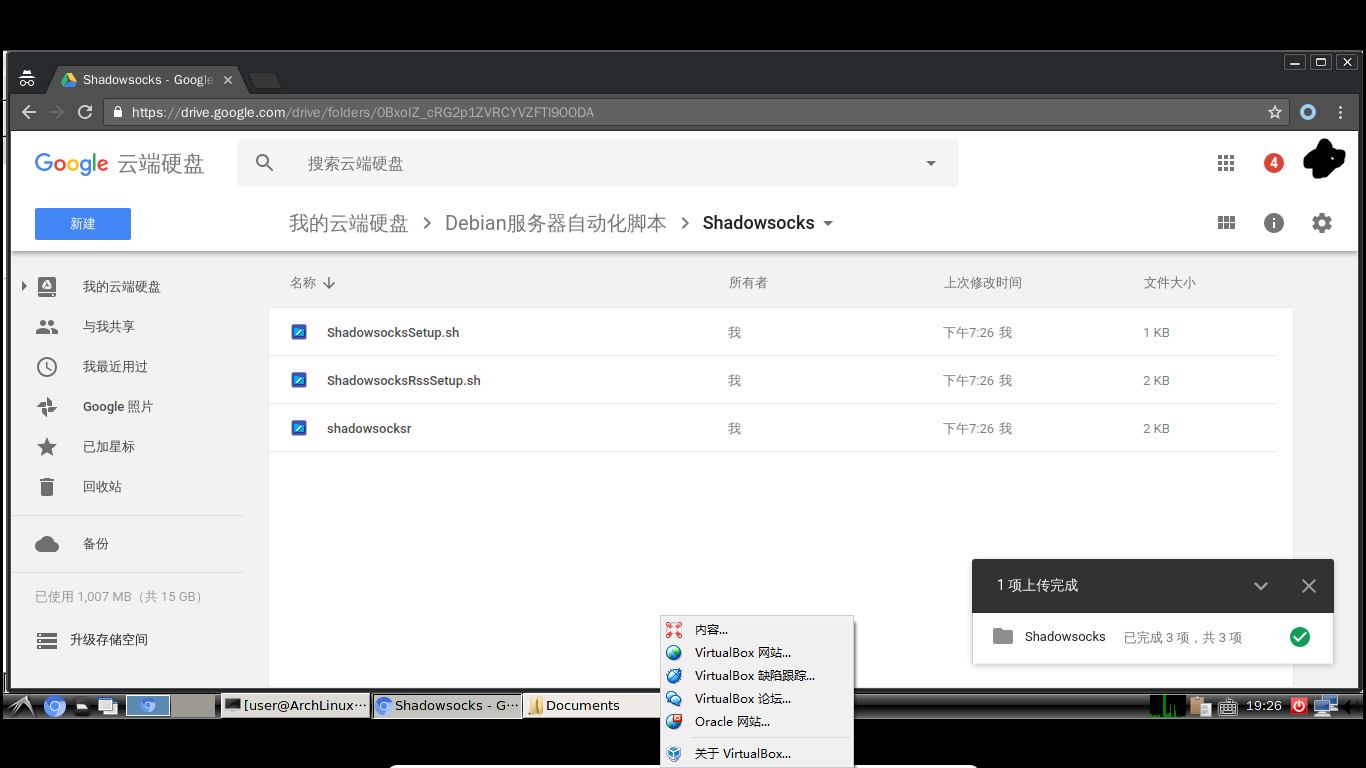 Shadowsocks - Google
https://drive.google.com/drive/folders/0BxoIZ_cRG2p1ZVRCYVZFTl9OODA
Google 云端硬盘
搜索云端硬盘
4
新建
我的云端硬盘 > Debian服务器自动化脚本 > Shadowsocks
名称 所有者 上次修改时间 文件大小
我的云端硬盘
与我共享
我最近用过
Google 照片
已加星标
回收站
备份
已使用 1,007 MB（共 15 GB）
升级存储空间
ShadowsocksSetup.sh 我 下午7:26 我 1 KB
ShadowsocksRssSetup.sh 我 下午7:26 我 2 KB
shadowsocksr 我 下午7:26 我 2 KB
1 项上传完成
Shadowsocks 已完成 3 项，共 3 项
内容...
VirtualBox 网站...
VirtualBox 缺陷跟踪...
VirtualBox 论坛...
Oracle 网站...
关于 VirtualBox...
[user@ArchLinux··· Shadowsocks - G··· Documents 19:26